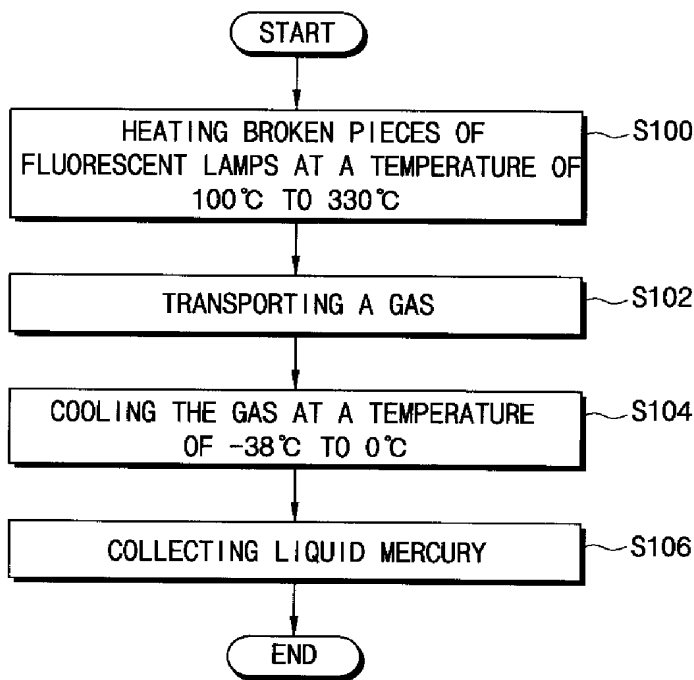 START
HEATING BROKEN PIECES OF
FLUORESCENT LAMPS AT A TEMPERATURE OF
100℃ TO 330℃
S100
TRANSPORTING A GAS
S102
COOLING THE GAS AT A TEMPERATURE
OF -38℃ TO 0℃
S104
COLLECTING LIQUID MERCURY
S106
END